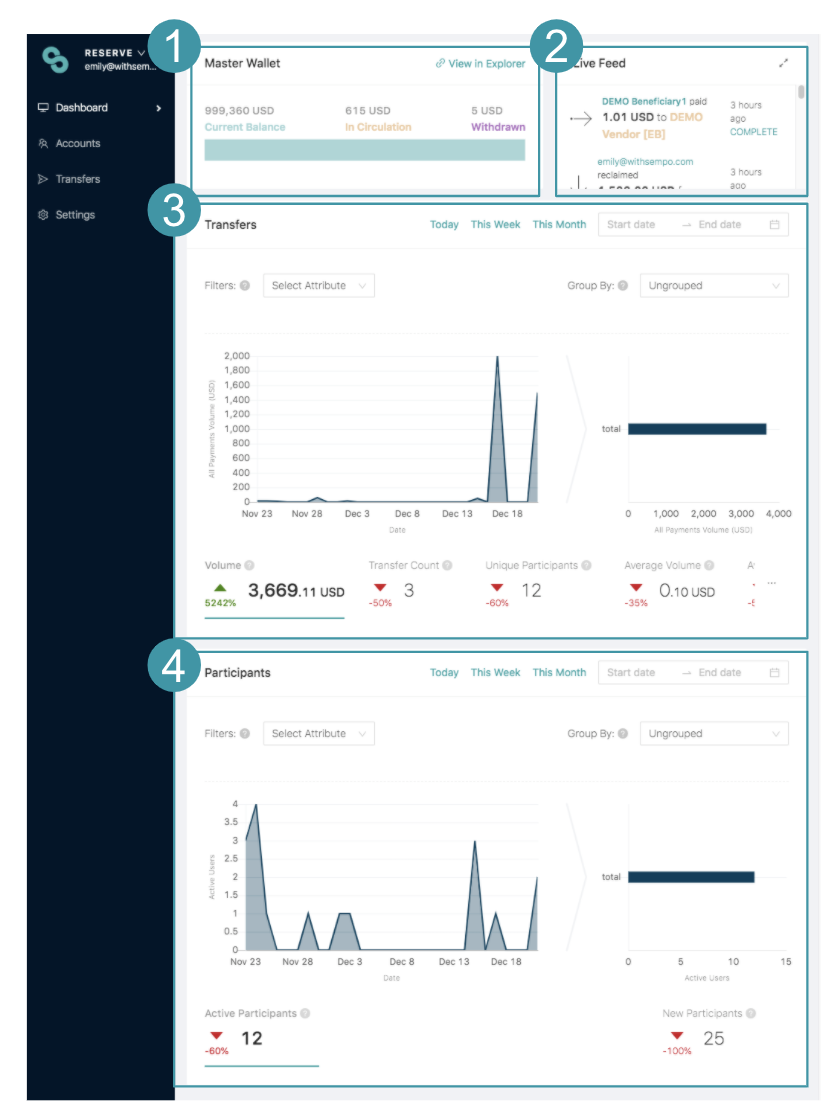 RESERVE
emily@withsem...
Dashboard
Accounts
Transfers
Settings
1
Master Wallet
View in Explorer
999,360 USD
615 USD
5 USD
Current Balance
In Circulation
Withdrawn
2
Live Feed
DEMO Beneficiary1 paid
1.01 USD to DEMO
Vendor [EB]
3 hours
ago
COMPLETE
emily@withsempo.com
reclaimed
3 hours
ago
3
Transfers
Today This Week This Month Start date → End date
Filters: ? Select Attribute
Group By: ? Ungrouped
All Payments Volume (USD)
2,000
1,800
1,600
1,400
1,200
1,000
800
600
400
200
0
Nov 23 Nov 28 Dec 3 Dec 8 Dec 13 Dec 18
Date
total
0 1,000 2,000 3,000 4,000
All Payments Volume (USD)
Volume ?
3,669.11 USD
5242%
Transfer Count ?
3
-50%
Unique Participants ?
12
-60%
Average Volume ?
0.10 USD
-35%
...
4
Participants
Today This Week This Month Start date → End date
Filters: ? Select Attribute
Group By: ? Ungrouped
Active Users
4
3.5
3
2.5
2
1.5
1
0.5
0
Nov 23 Nov 28 Dec 3 Dec 8 Dec 13 Dec 18
Date
total
0 5 10 15
Active Users
Active Participants ?
12
-60%
New Participants ?
25
-100%